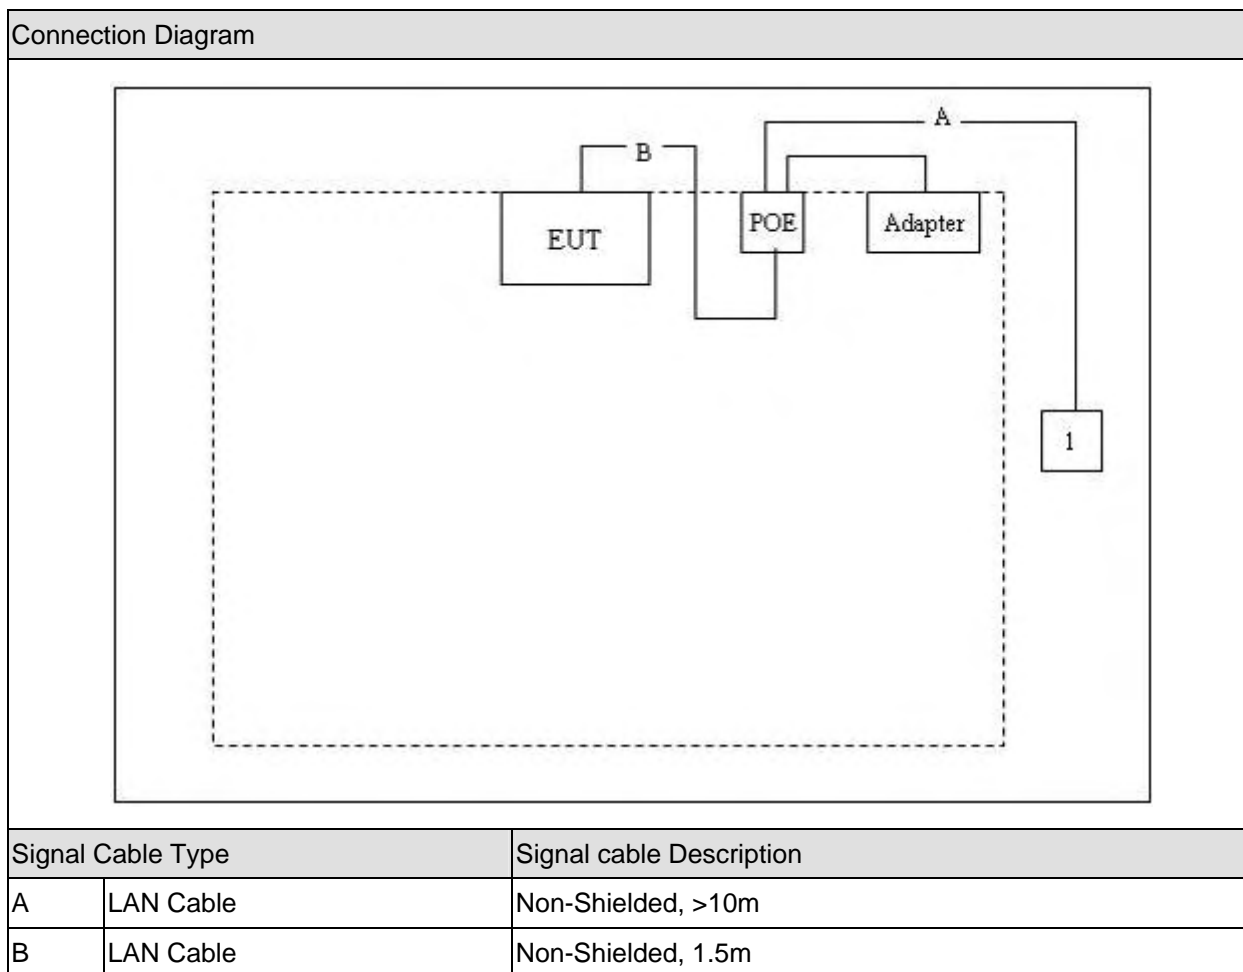 Connection Diagram
A
B
EUT
POE
Adapter
1
Signal Cable Type Signal cable Description
A LAN Cable Non-Shielded, >10m
B LAN Cable Non-Shielded, 1.5m